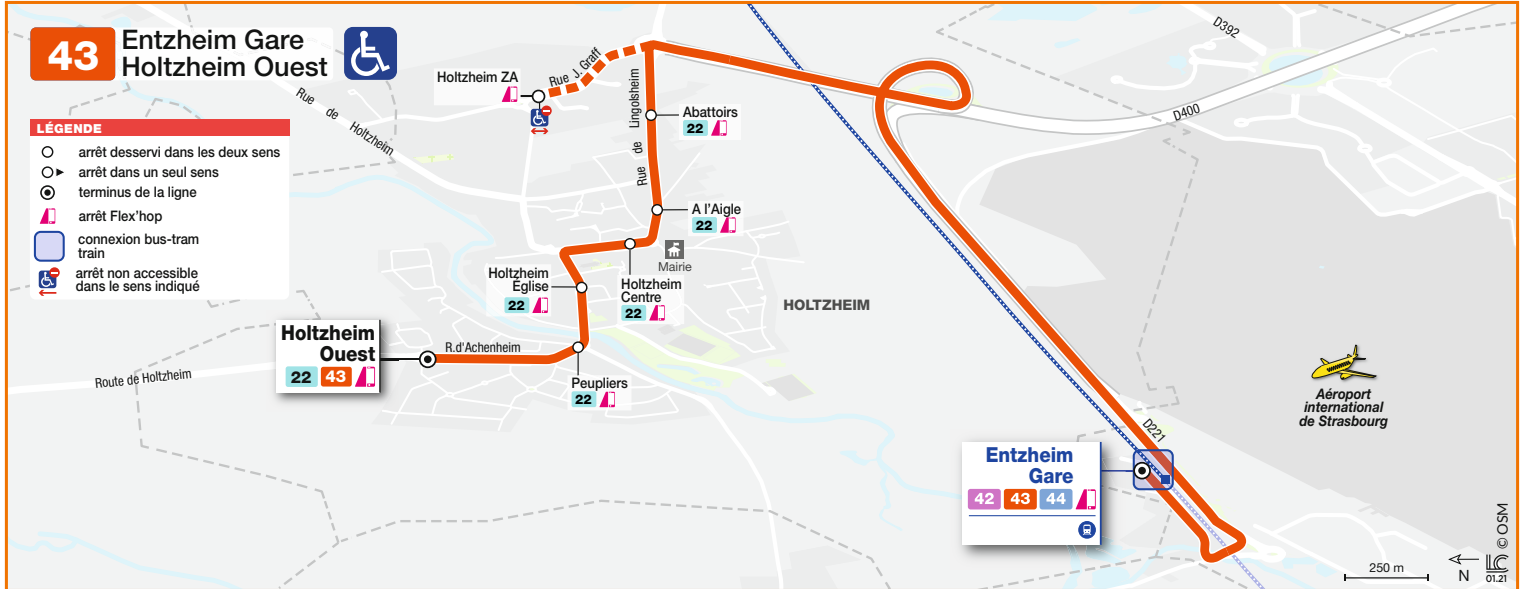 43
Entzheim Gare
Holtzheim Ouest
LÉGENDE
arrêt desservi dans les deux sens
arrêt dans un seul sens
terminus de la ligne
arrêt Flex'hop
connexion bus-tram
train
arrêt non accessible
dans le sens indiqué
Rue de Holtzheim
Holtzheim ZA
Rue J. Graff
Rue de Lingolsheim
Abattoirs
22
A l'Aigle
22
Mairie
Holtzheim
Centre
22
Holtzheim
Église
22
HOLTZHEIM
Holtzheim
Ouest
22 43
R.d'Achenheim
Peupliers
22
Route de Holtzheim
D392
D400
D221
Aéroport
international
de Strasbourg
Entzheim
Gare
42 43 44
250 m
N
© OSM
LC
01.21